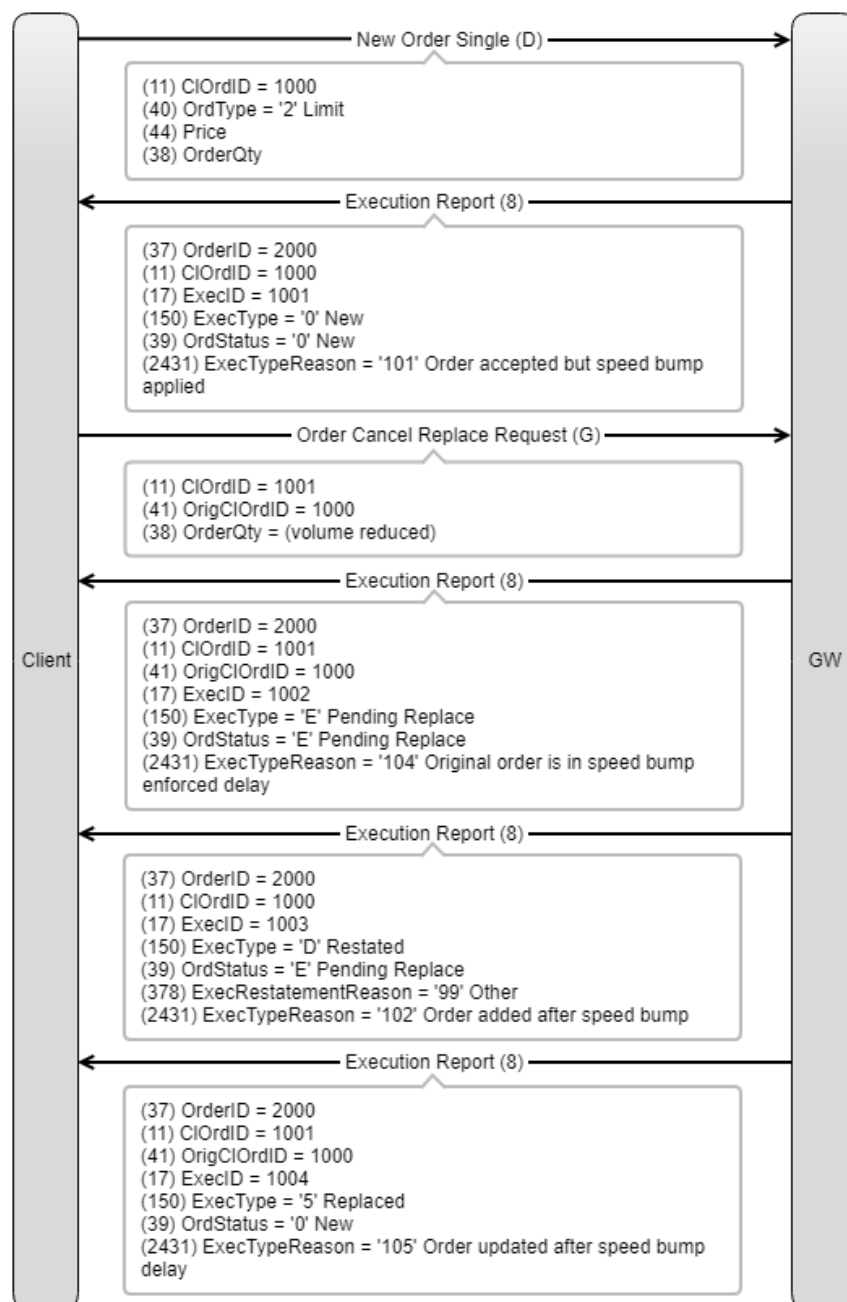 New Order Single (D)
(11) ClOrdID = 1000
(40) OrdType = '2' Limit
(44) Price
(38) OrderQty
Execution Report (8)
(37) OrderID = 2000
(11) ClOrdID = 1000
(17) ExecID = 1001
(150) ExecType = '0' New
(39) OrdStatus = '0' New
(2431) ExecTypeReason = '101' Order accepted but speed bump
applied
Order Cancel Replace Request (G)
(11) ClOrdID = 1001
(41) OrigClOrdID = 1000
(38) OrderQty = (volume reduced)
Execution Report (8)
(37) OrderID = 2000
(11) ClOrdID = 1001
(41) OrigClOrdID = 1000
(17) ExecID = 1002
(150) ExecType = 'E' Pending Replace
(39) OrdStatus = 'E' Pending Replace
(2431) ExecTypeReason = '104' Original order is in speed bump
enforced delay
Client
GW
Execution Report (8)
(37) OrderID = 2000
(11) ClOrdID = 1000
(17) ExecID = 1003
(150) ExecType = 'D' Restated
(39) OrdStatus = 'E' Pending Replace
(378) ExecRestatementReason = '99' Other
(2431) ExecTypeReason = '102' Order added after speed bump
Execution Report (8)
(37) OrderID = 2000
(11) ClOrdID = 1001
(41) OrigClOrdID = 1000
(17) ExecID = 1004
(150) ExecType = '5' Replaced
(39) OrdStatus = '0' New
(2431) ExecTypeReason = '105' Order updated after speed bump
delay